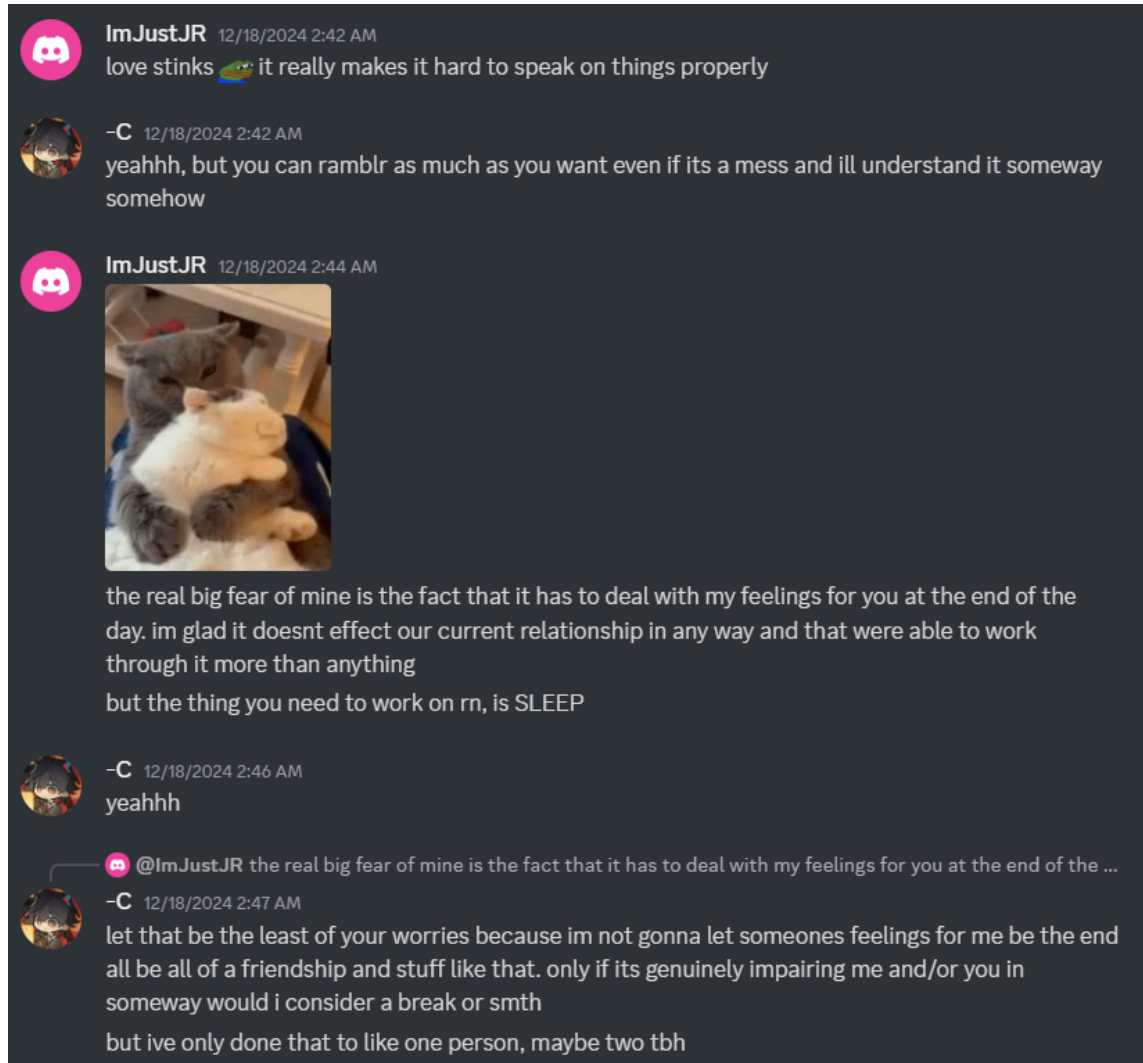 ImJustJR 12/18/2024 2:42 AM
love stinks it really makes it hard to speak on things properly
-C 12/18/2024 2:42 AM
yeahhh, but you can ramblr as much as you want even if its a mess and ill understand it someway
somehow
ImJustJR 12/18/2024 2:44 AM
the real big fear of mine is the fact that it has to deal with my feelings for you at the end of the
day. im glad it doesnt effect our current relationship in any way and that were able to work
through it more than anything
but the thing you need to work on rn, is SLEEP
-C 12/18/2024 2:46 AM
yeahhh
@ImJustJR the real big fear of mine is the fact that it has to deal with my feelings for you at the end of the ...
-C 12/18/2024 2:47 AM
let that be the least of your worries because im not gonna let someones feelings for me be the end
all be all of a friendship and stuff like that. only if its genuinely impairing me and/or you in
someway would i consider a break or smth
but ive only done that to like one person, maybe two tbh